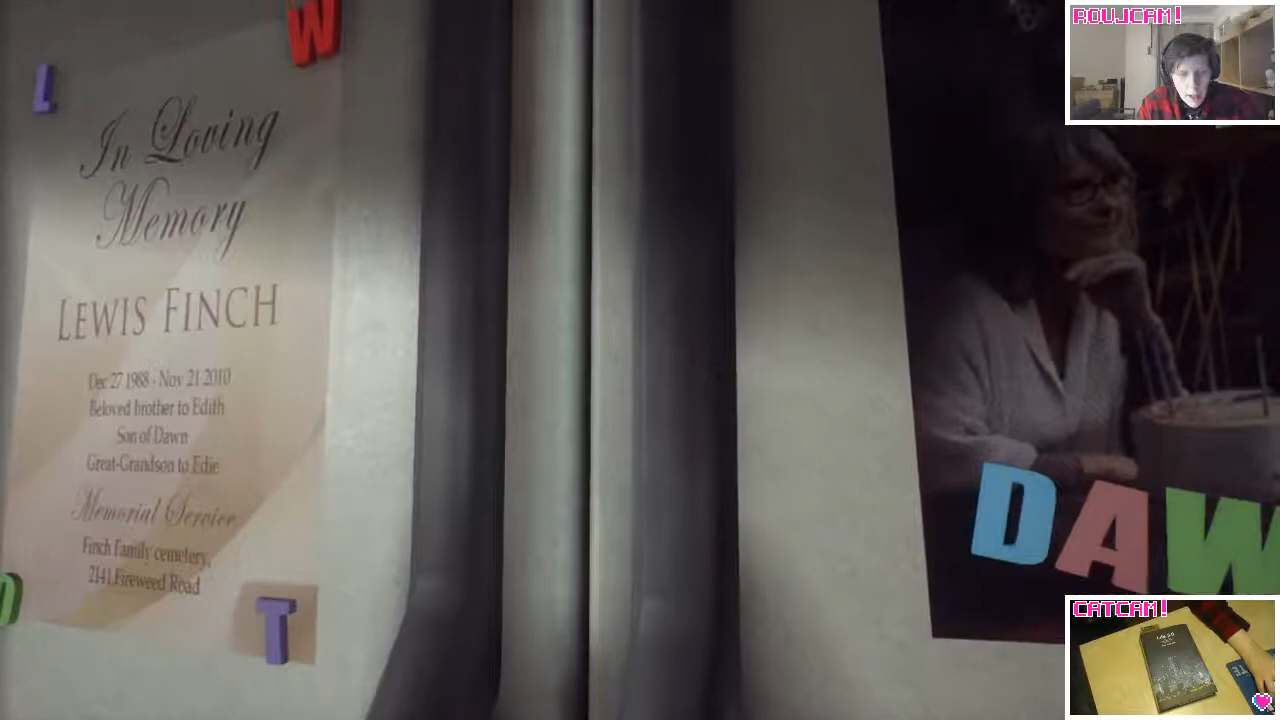 ROUJCAM!
W
L
In Loving
Memory
LEWIS FINCH
Dec 27 1988 - Nov 21 2010
Beloved brother to Edith
Son of Dawn
Great-Grandson to Edie
Memorial Service
Finch Family cemetery,
2141 Fireweed Road
T
DAW
CATCAM!